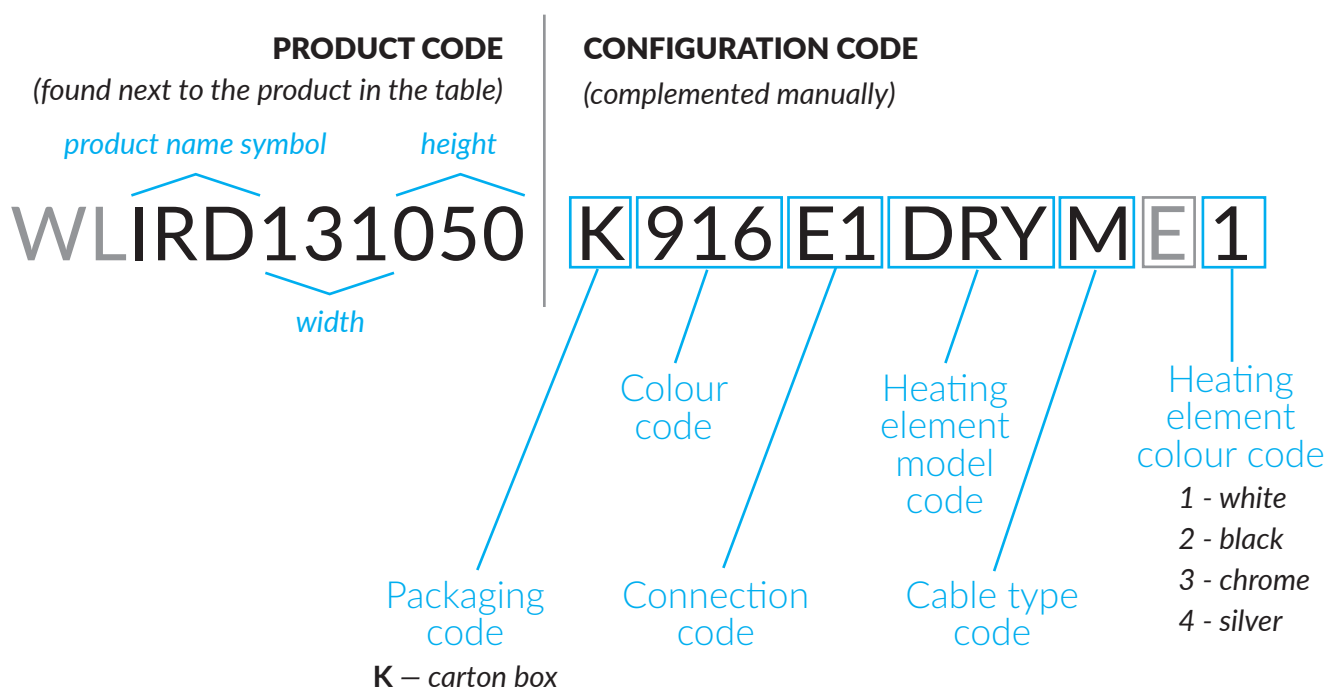 PRODUCT CODE
(found next to the product in the table)
CONFIGURATION CODE
(complemented manually)
product name symbol
height
WLIRD131050 K 916 E1 DRY M E 1
width
Colour
code
Heating
element
model
code
Heating
element
colour code
1 - white
2 - black
3 - chrome
4 - silver
Packaging
code
K – carton box
Connection
code
Cable type
code